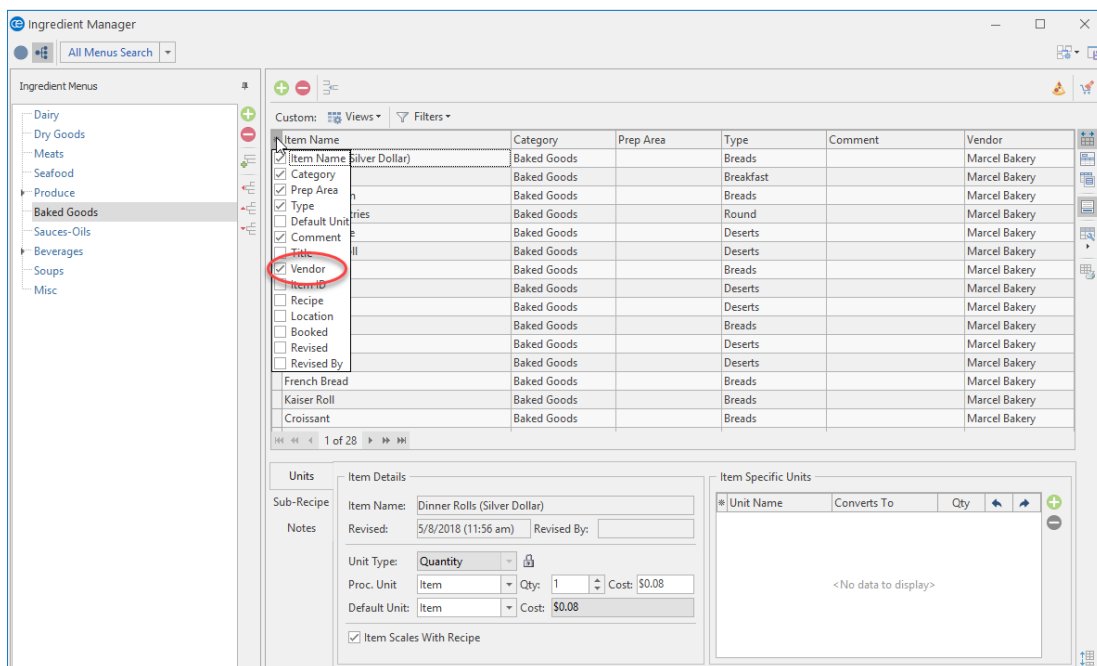 Ingredient Manager
All Menus Search
Ingredient Menus
Dairy
Dry Goods
Meats
Seafood
Produce
Baked Goods
Sauces-Oils
Beverages
Soups
Misc
Custom: Views Filters
Item Name Category Prep Area Type Comment Vendor
Item Name Silver Dollar) Baked Goods Breads Marcel Bakery
Category Baked Goods Breakfast Marcel Bakery
Prep Area n Baked Goods Breads Marcel Bakery
Type tries Baked Goods Round Marcel Bakery
Default Unit
Comment e Baked Goods Deserts Marcel Bakery
Title ll Baked Goods Deserts Marcel Bakery
Vendor Baked Goods Breads Marcel Bakery
Item ID Baked Goods Deserts Marcel Bakery
Recipe Baked Goods Deserts Marcel Bakery
Location
Booked Baked Goods Breads Marcel Bakery
Revised Baked Goods Deserts Marcel Bakery
Revised By Baked Goods Deserts Marcel Bakery
French Bread Baked Goods Breads Marcel Bakery
Kaiser Roll Baked Goods Breads Marcel Bakery
Croissant Baked Goods Breads Marcel Bakery
1 of 28
Units
Sub-Recipe
Notes
Item Details
Item Name: Dinner Rolls (Silver Dollar)
Revised: 5/8/2018 (11:56 am) Revised By:
Unit Type: Quantity
Proc. Unit Item Qty: 1 Cost: $0.08
Default Unit: Item Cost: $0.08
Item Scales With Recipe
Item Specific Units
Unit Name Converts To Qty
<No data to display>